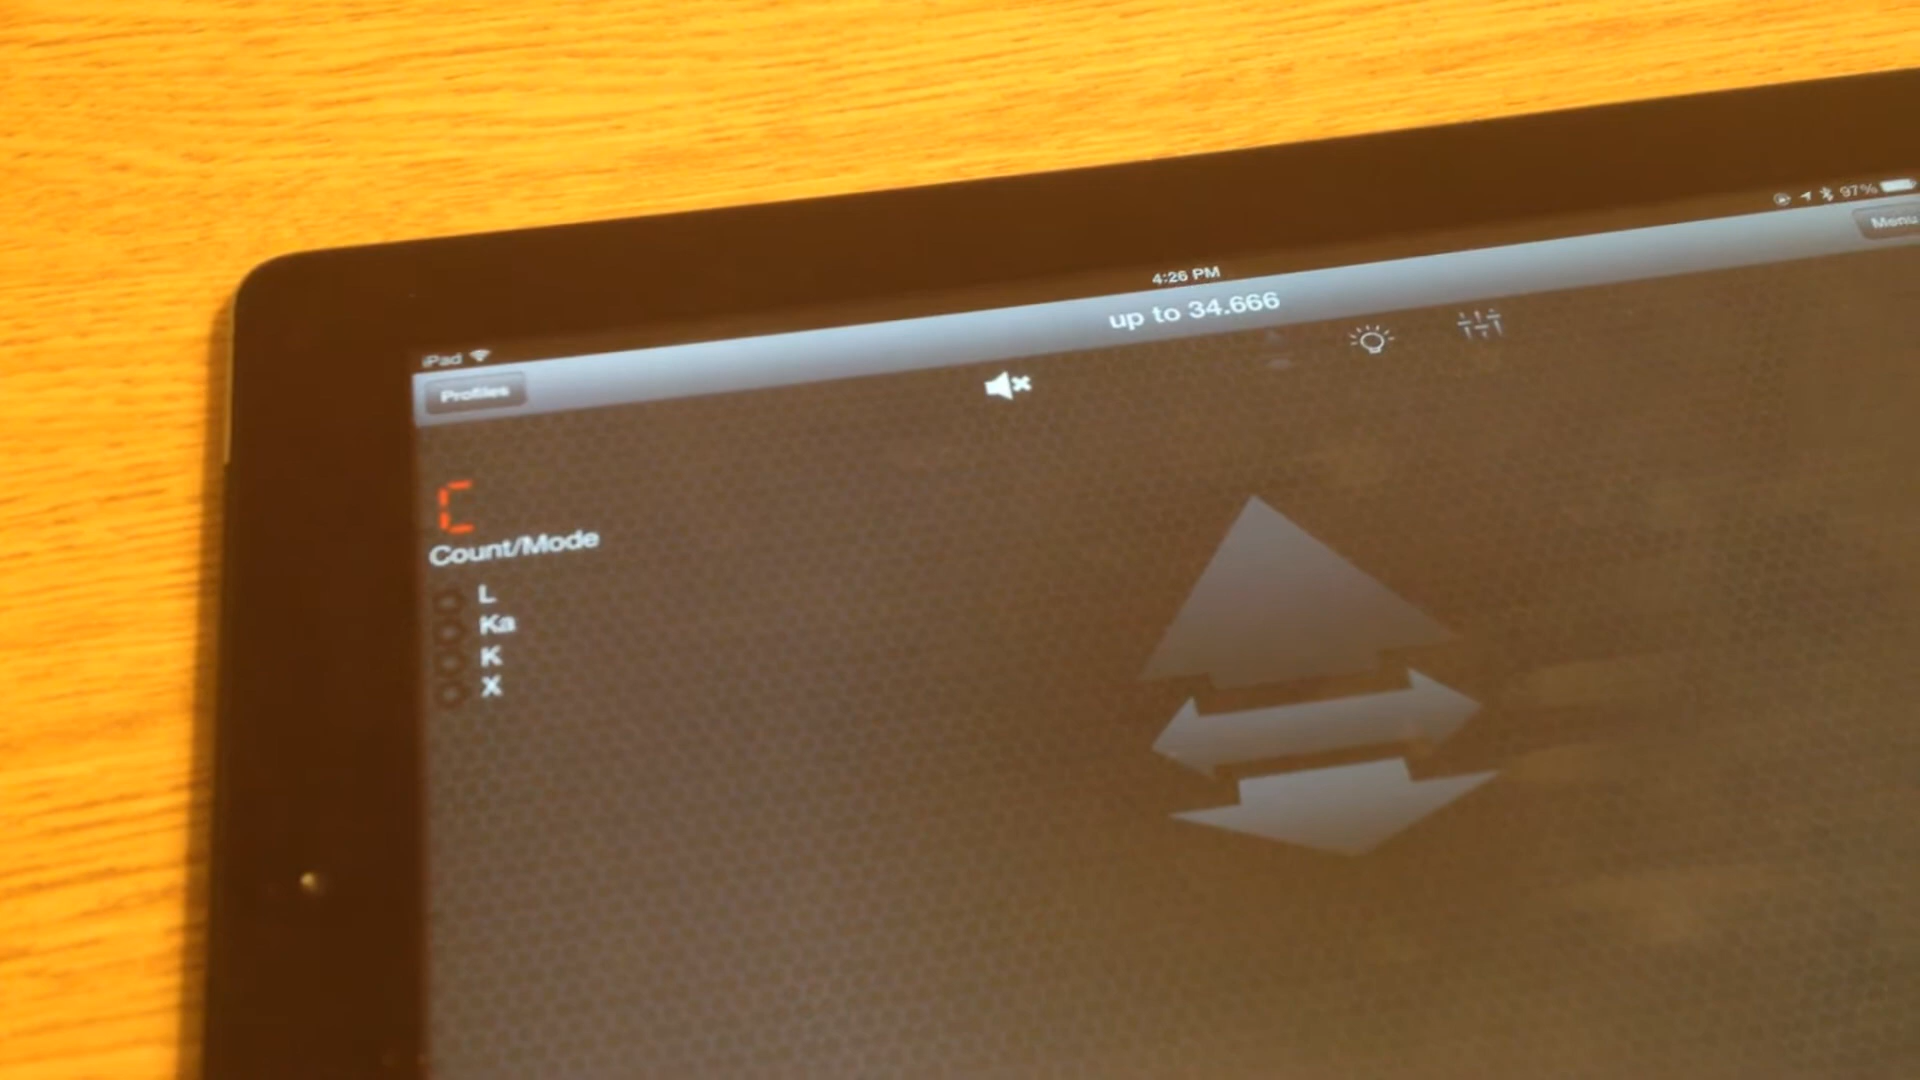 iPad
4:26 PM
97%
Profiles
up to 34.666
Menu
C
Count/Mode
L
Ka
K
X